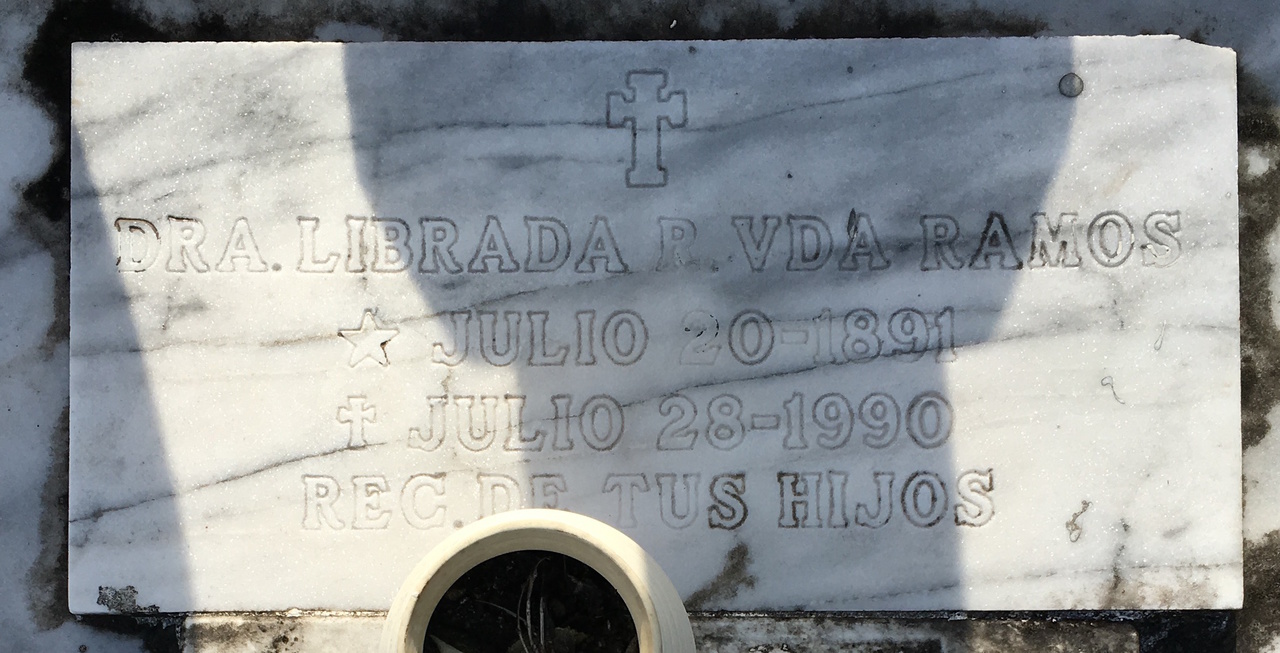 DRA. LIBRADA R. VDA RAMOS
JULIO 20-1891
JULIO 28-1990
REC. DE TUS HIJOS